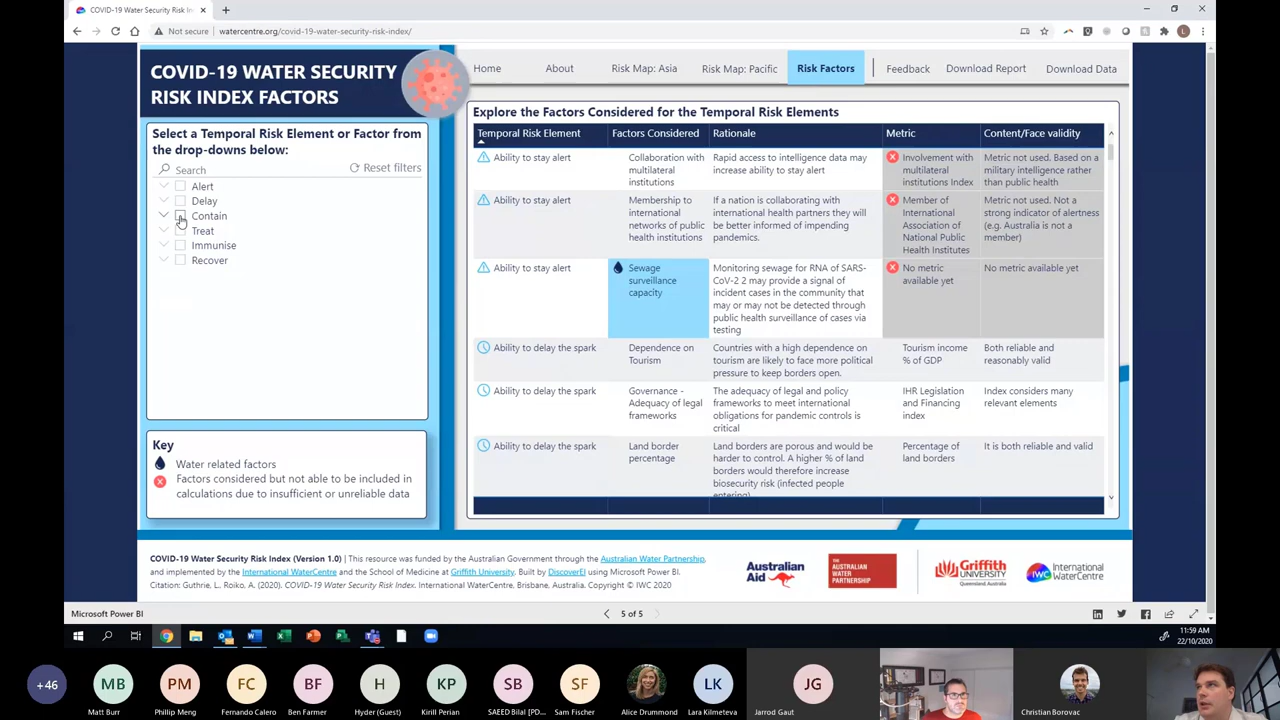 COVID-19 Water Security Ris
Not secure
watercentre.org/covid-19-water-security-risk-index/
L
COVID-19 WATER SECURITY
RISK INDEX FACTORS
Home
About
Risk Map: Asia
Risk Map: Pacific
Risk Factors
Feedback
Download Report
Download Data
Select a Temporal Risk Element or Factor from
the drop-downs below:
Search
Reset filters
Alert
Delay
Contain
Treat
Immunise
Recover
Key
Water related factors
Factors considered but not able to be included in
calculations due to insufficient or unreliable data
Explore the Factors Considered for the Temporal Risk Elements
Temporal Risk Element
Factors Considered
Rationale
Metric
Content/Face validity
Ability to stay alert
Collaboration with
multilateral
institutions
Rapid access to intelligence data may
increase ability to stay alert
Involvement with
multilateral
institutions Index
Metric not used. Based on a
military intelligence rather
than public health
Ability to stay alert
Membership to
international
networks of public
health institutions
If a nation is collaborating with
international health partners they will
be better informed of impending
pandemics.
Member of
International
Association of
National Public
Health Institutes
Metric not used. Not a
strong indicator of alertness
(e.g. Australia is not a
member)
Ability to stay alert
Sewage
surveillance
capacity
Monitoring sewage for RNA of SARS-
CoV-2 2 may provide a signal of
incident cases in the community that
may or may not be detected through
public health surveillance of cases via
testing
No metric
available yet
No metric available yet
Ability to delay the spark
Dependence on
Tourism
Countries with a high dependence on
tourism are likely to face more political
pressure to keep borders open.
Tourism income
% of GDP
Both reliable and
reasonably valid
Ability to delay the spark
Governance -
Adequacy of legal
frameworks
The adequacy of legal and policy
frameworks to meet international
obligations for pandemic controls is
critical
IHR Legislation
and Financing
index
Index considers many
relevant elements
Ability to delay the spark
Land border
percentage
Land borders are porous and would be
harder to control. A higher % of land
borders would therefore increase
biosecurity risk (infected people
entering)
Percentage of
land borders
It is both reliable and valid
COVID-19 Water Security Risk Index (Version 1.0) | This resource was funded by the Australian Government through the Australian Water Partnership,
and implemented by the International WaterCentre and the School of Medicine at Griffith University. Built by DiscoverEI using Microsoft Power BI.
Citation: Guthrie, L., Roiko, A. (2020). COVID-19 Water Security Risk Index. International WaterCentre, Brisbane, Australia. Copyright © IWC 2020
Australian
Aid
THE
AUSTRALIAN
WATER
PARTNERSHIP
Griffith
UNIVERSITY
Queensland, Australia
IWC
International
WaterCentre
Microsoft Power BI
5 of 5
11:59 AM
22/10/2020
+46
MB
PM
FC
BF
H
KP
SB
SF
LK
JG
Matt Burr
Phillip Meng
Fernando Calero
Ben Farmer
Hyder (Guest)
Kirill Perian
SAEED Bilal [PD...
Sam Fischer
Alice Drummond
Lara Kilmeteva
Jarrod Gaut
Christian Borovac